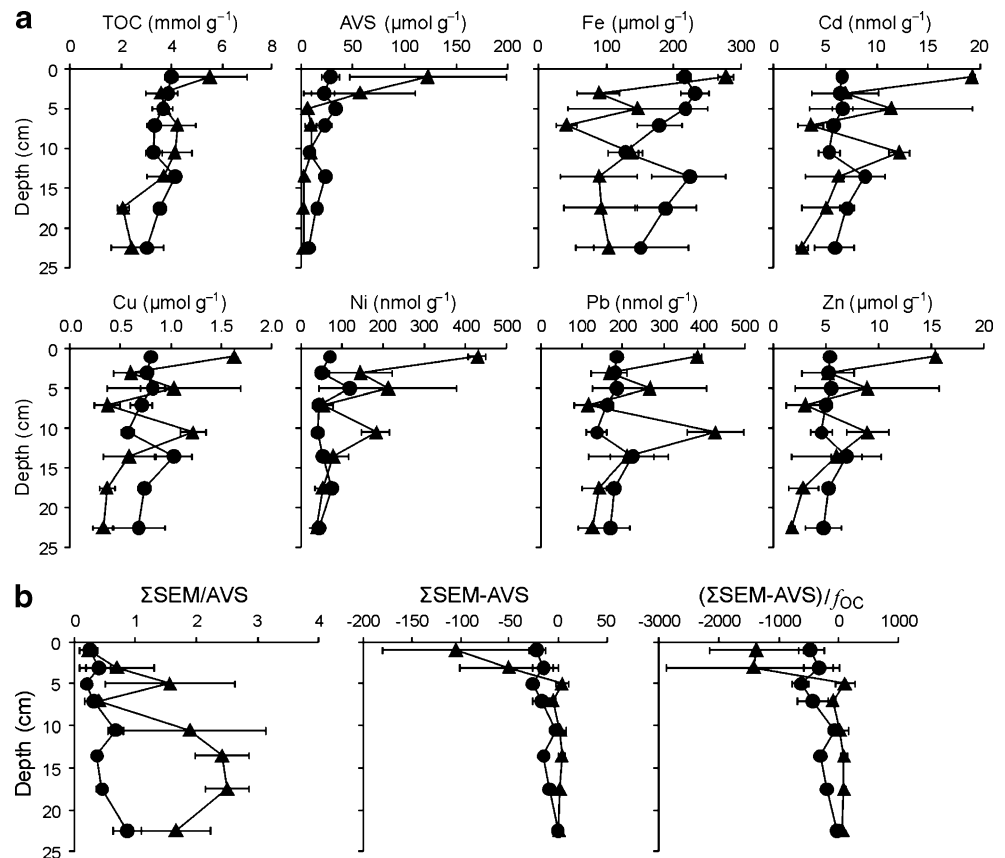 a
TOC (mmol g⁻¹) AVS (µmol g⁻¹) Fe (µmol g⁻¹) Cd (nmol g⁻¹)
0 2 4 6 8 0 50 100 150 200 0 100 200 300 0 5 10 15 20
0
5
10
15
20
25
Depth (cm)
Cu (µmol g⁻¹) Ni (nmol g⁻¹) Pb (nmol g⁻¹) Zn (µmol g⁻¹)
0.0 0.5 1.0 1.5 2.0 0 100 200 300 400 500 0 100 200 300 400 500 0 5 10 15 20
0
5
10
15
20
25
Depth (cm)
b
ΣSEM/AVS ΣSEM-AVS (ΣSEM-AVS)/fOC
0 1 2 3 4 -200 -150 -100 -50 0 50 -3000 -2000 -1000 0 1000
0
5
10
15
20
25
Depth (cm)